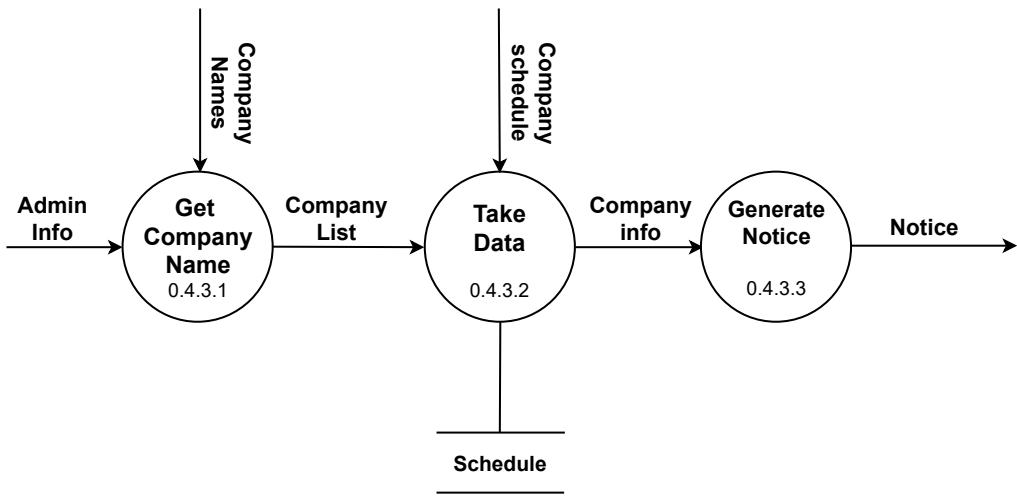 Company
Names
Company
schedule
Admin
Info
Get
Company
Name
0.4.3.1
Company
List
Take
Data
0.4.3.2
Company
info
Generate
Notice
0.4.3.3
Notice
Schedule